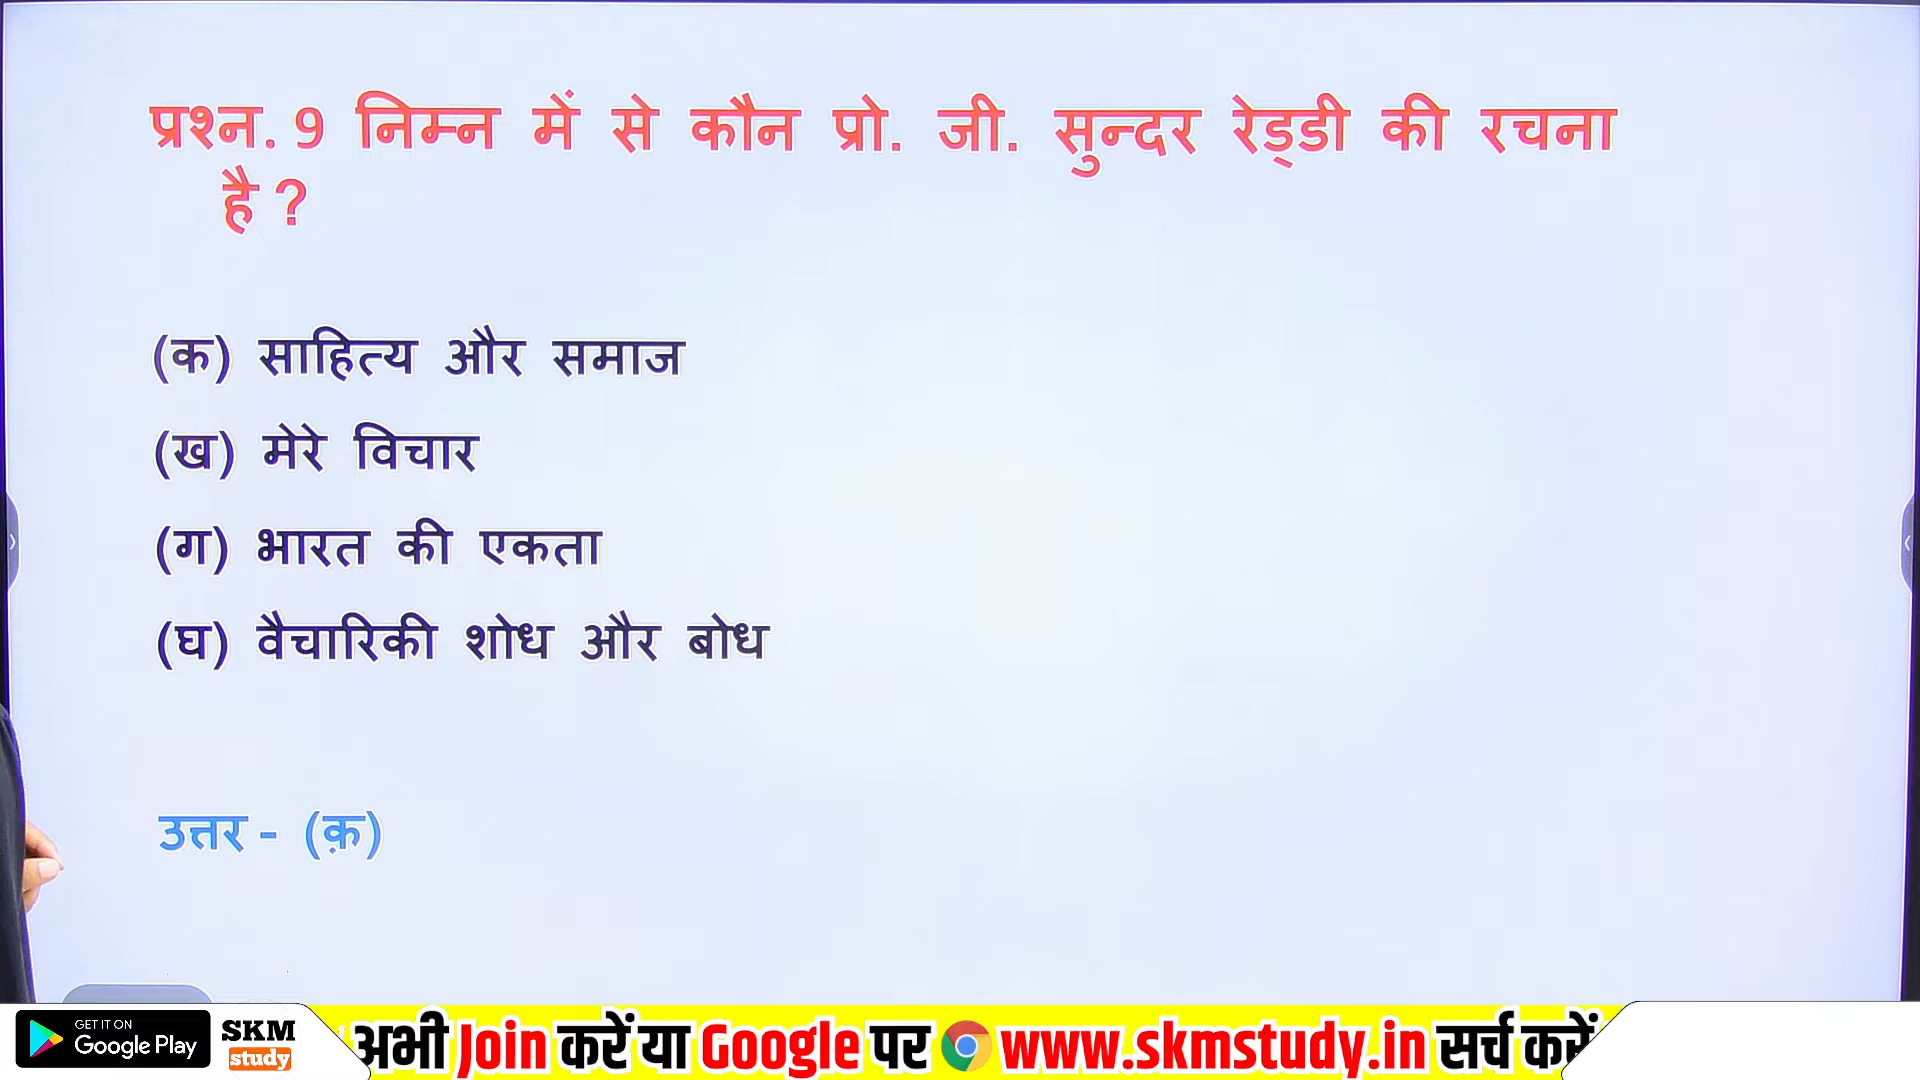 प्रश्न. 9 निम्न में से कौन प्रो. जी. सुन्दर रेड्डी की रचना
है ?
(क) साहित्य और समाज
(ख) मेरे विचार
(ग) भारत की एकता
(घ) वैचारिकी शोध और बोध
उत्तर - (क़)
GET IT ON
Google Play
SKM
study
अभी Join करें या Google पर www.skmstudy.in सर्च करें